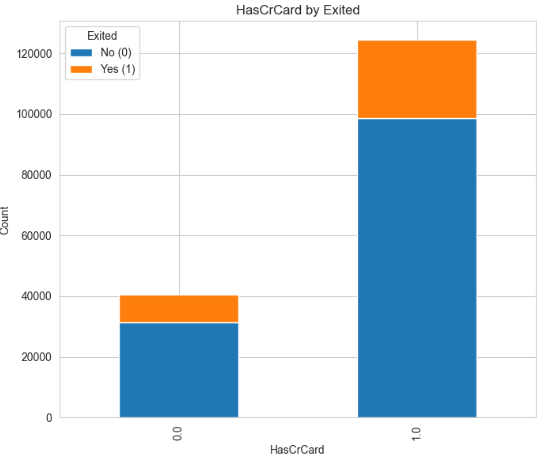 HasCrCard by Exited
Exited
No (0)
Yes (1)
120000
100000
80000
60000
40000
20000
0
Count
0.0
1.0
HasCrCard